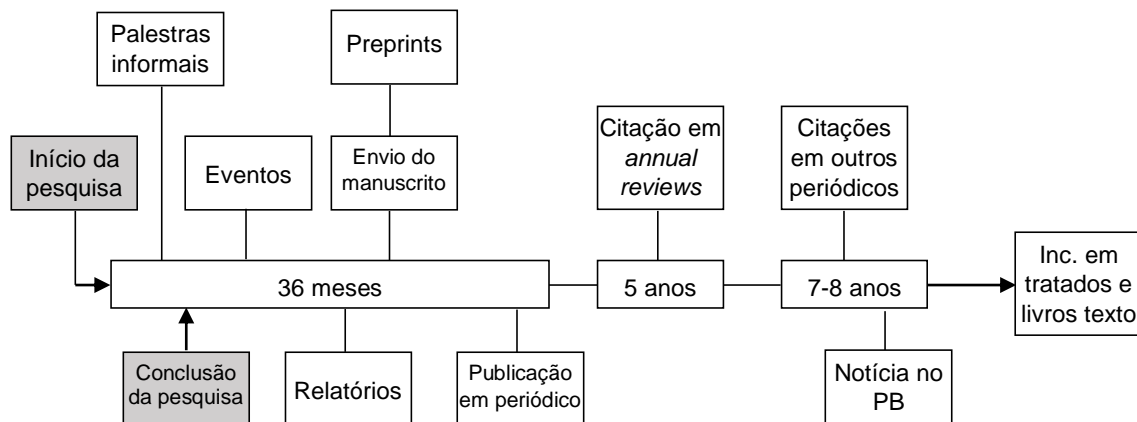 Palestras
informais
Preprints
Início da
pesquisa
Eventos
Envio do
manuscrito
Citação em
annual
reviews
Citações
em outros
periódicos
36 meses
5 anos
7-8 anos
Inc. em
tratados e
livros texto
Conclusão
da pesquisa
Relatórios
Publicação
em periódico
Notícia no
PB